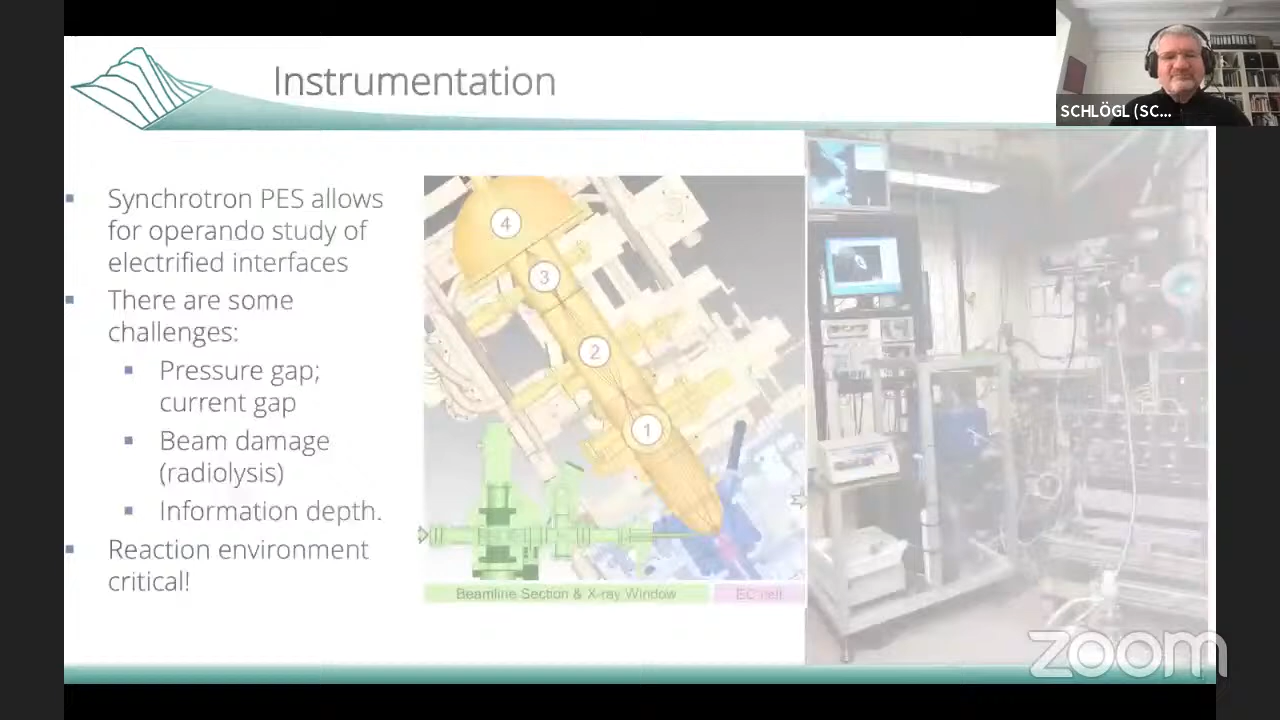 Instrumentation
SCHLÖGL (SC...
Synchrotron PES allows
for operando study of
electrified interfaces
There are some
challenges:
Pressure gap;
current gap
Beam damage
(radiolysis)
Information depth.
Reaction environment
critical!
4
3
2
1
Beamline Section & X-ray Window
EC cell
zoom